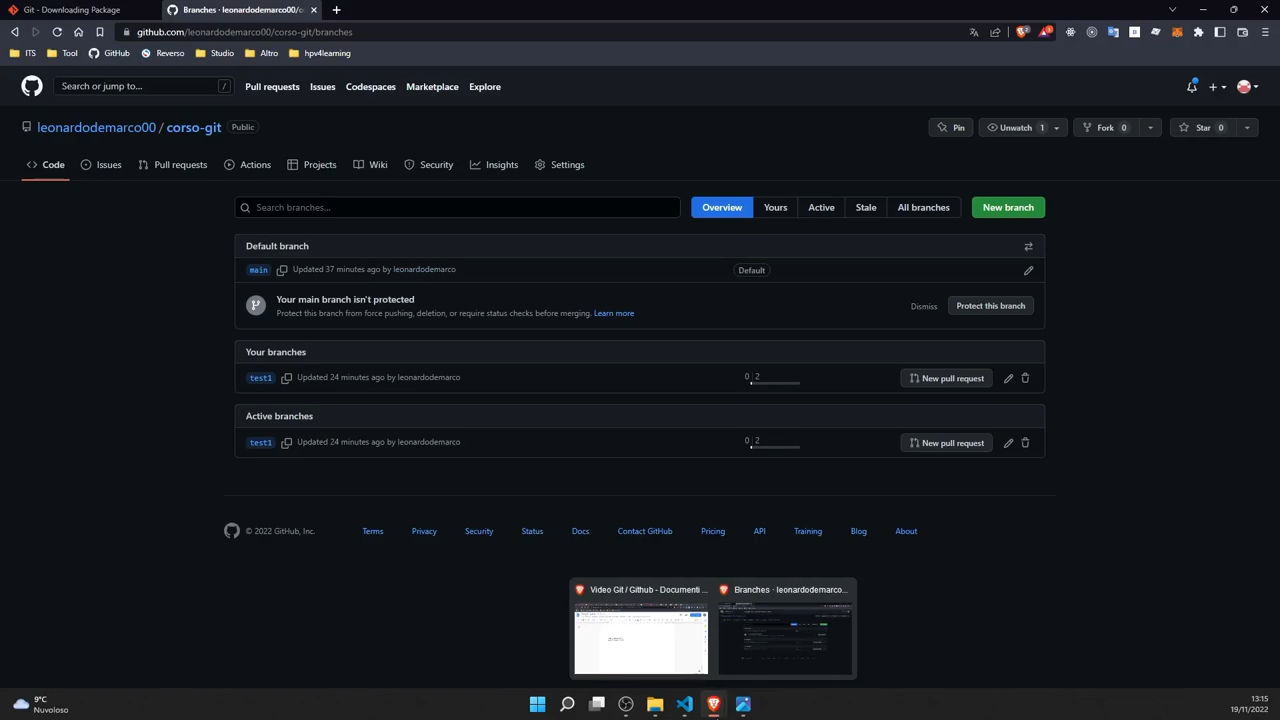 Git - Downloading Package
Branches · leonardodemarco00/co
github.com/leonardodemarco00/corso-git/branches
ITS Tool GitHub Reverso Studio Altro hpv4learning
Search or jump to... /
Pull requests Issues Codespaces Marketplace Explore
leonardodemarco00 / corso-git Public
Pin Unwatch 1 Fork 0 Star 0
Code Issues Pull requests Actions Projects Wiki Security Insights Settings
Search branches...
Overview Yours Active Stale All branches New branch
Default branch
main Updated 37 minutes ago by leonardodemarco Default
Your main branch isn't protected
Protect this branch from force pushing, deletion, or require status checks before merging. Learn more
Dismiss Protect this branch
Your branches
test1 Updated 24 minutes ago by leonardodemarco 0 2 New pull request
Active branches
test1 Updated 24 minutes ago by leonardodemarco 0 2 New pull request
© 2022 GitHub, Inc. Terms Privacy Security Status Docs Contact GitHub Pricing API Training Blog About
Video Git / Github - Documenti ...
Branches · leonardodemarco...
9°C
Nuvoloso
13:15
19/11/2022